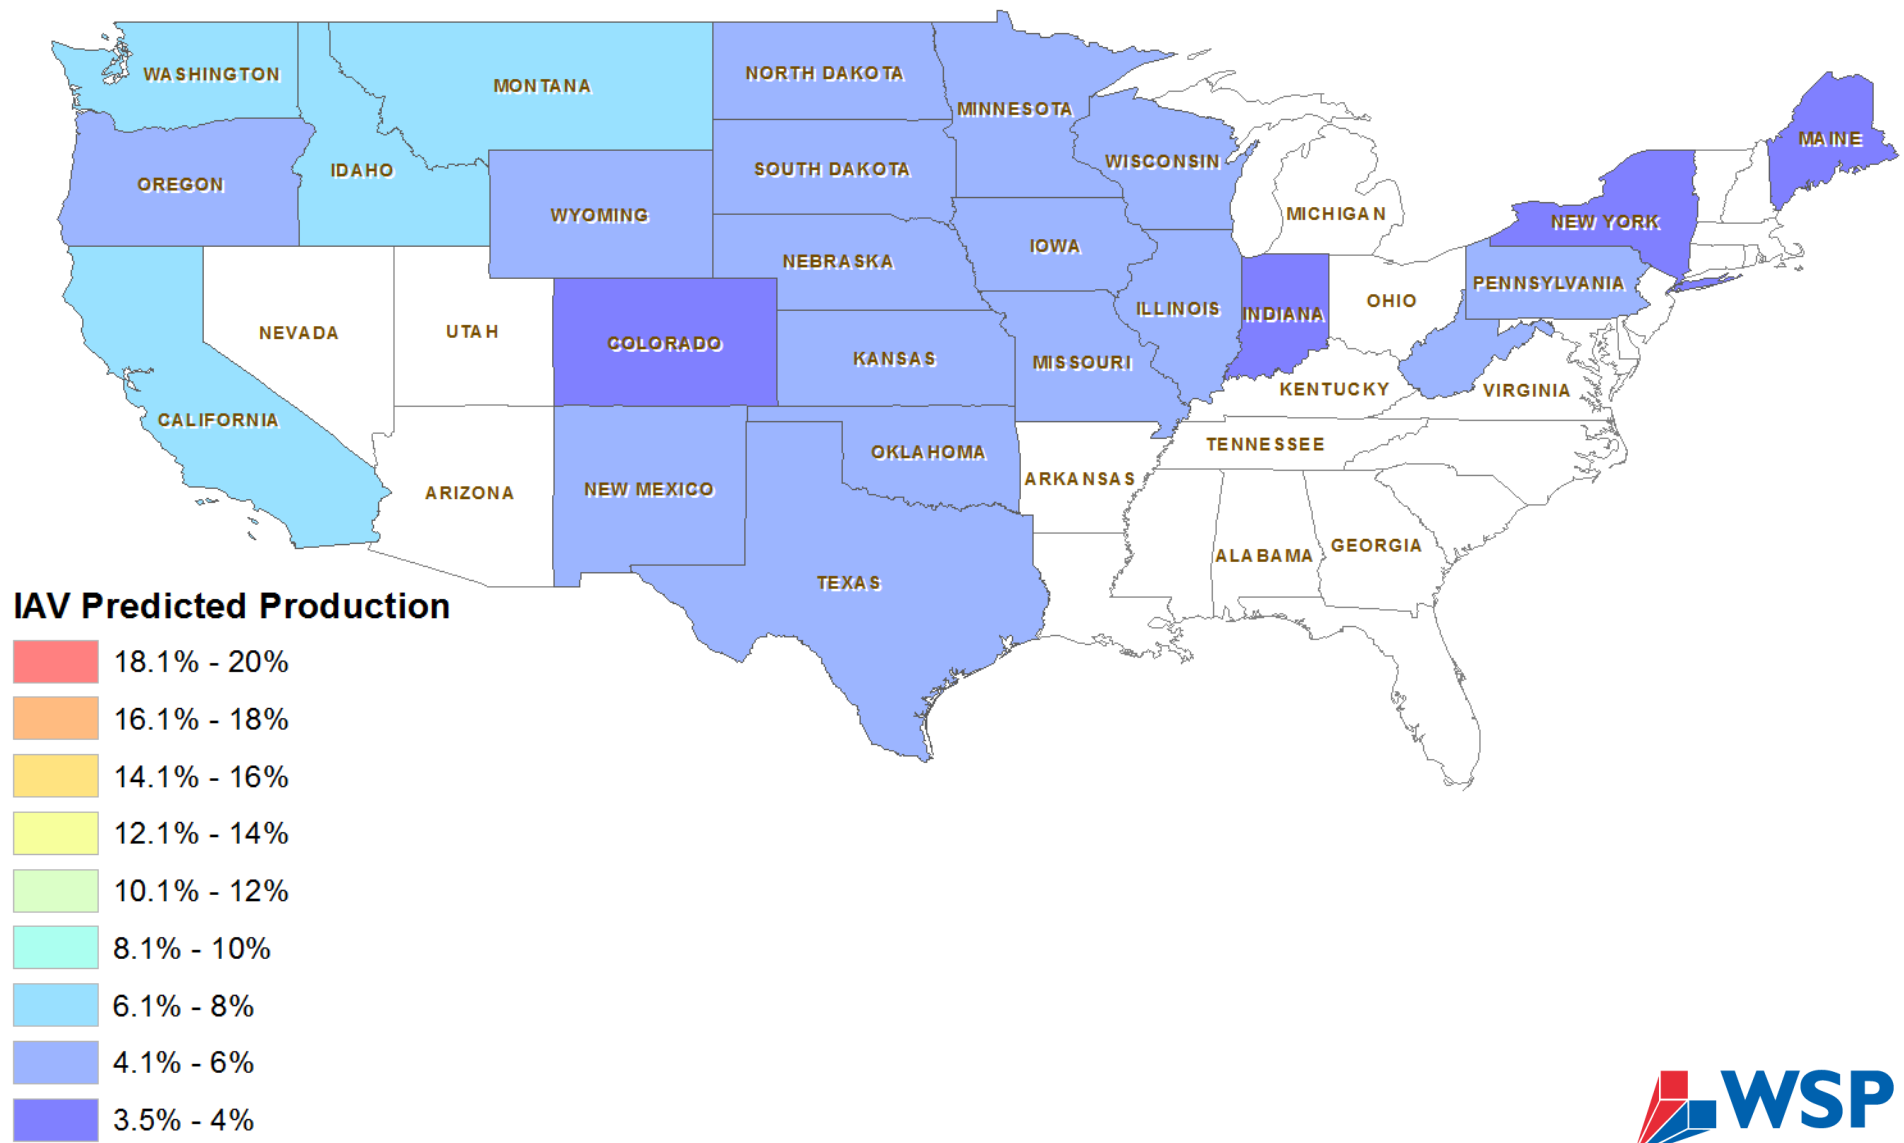 WASHINGTON
MONTANA
NORTH DAKOTA
MINNESOTA
MAINE
OREGON
IDAHO
SOUTH DAKOTA
WISCONSIN
WYOMING
MICHIGAN
NEW YORK
IOWA
NEBRASKA
PENNSYLVANIA
NEVADA
UTAH
COLORADO
KANSAS
MISSOURI
ILLINOIS
INDIANA
OHIO
CALIFORNIA
KENTUCKY
VIRGINIA
ARIZONA
NEW MEXICO
OKLAHOMA
ARKANSAS
TENNESSEE
TEXAS
ALABAMA
GEORGIA
IAV Predicted Production
18.1% - 20%
16.1% - 18%
14.1% - 16%
12.1% - 14%
10.1% - 12%
8.1% - 10%
6.1% - 8%
4.1% - 6%
3.5% - 4%
WSP